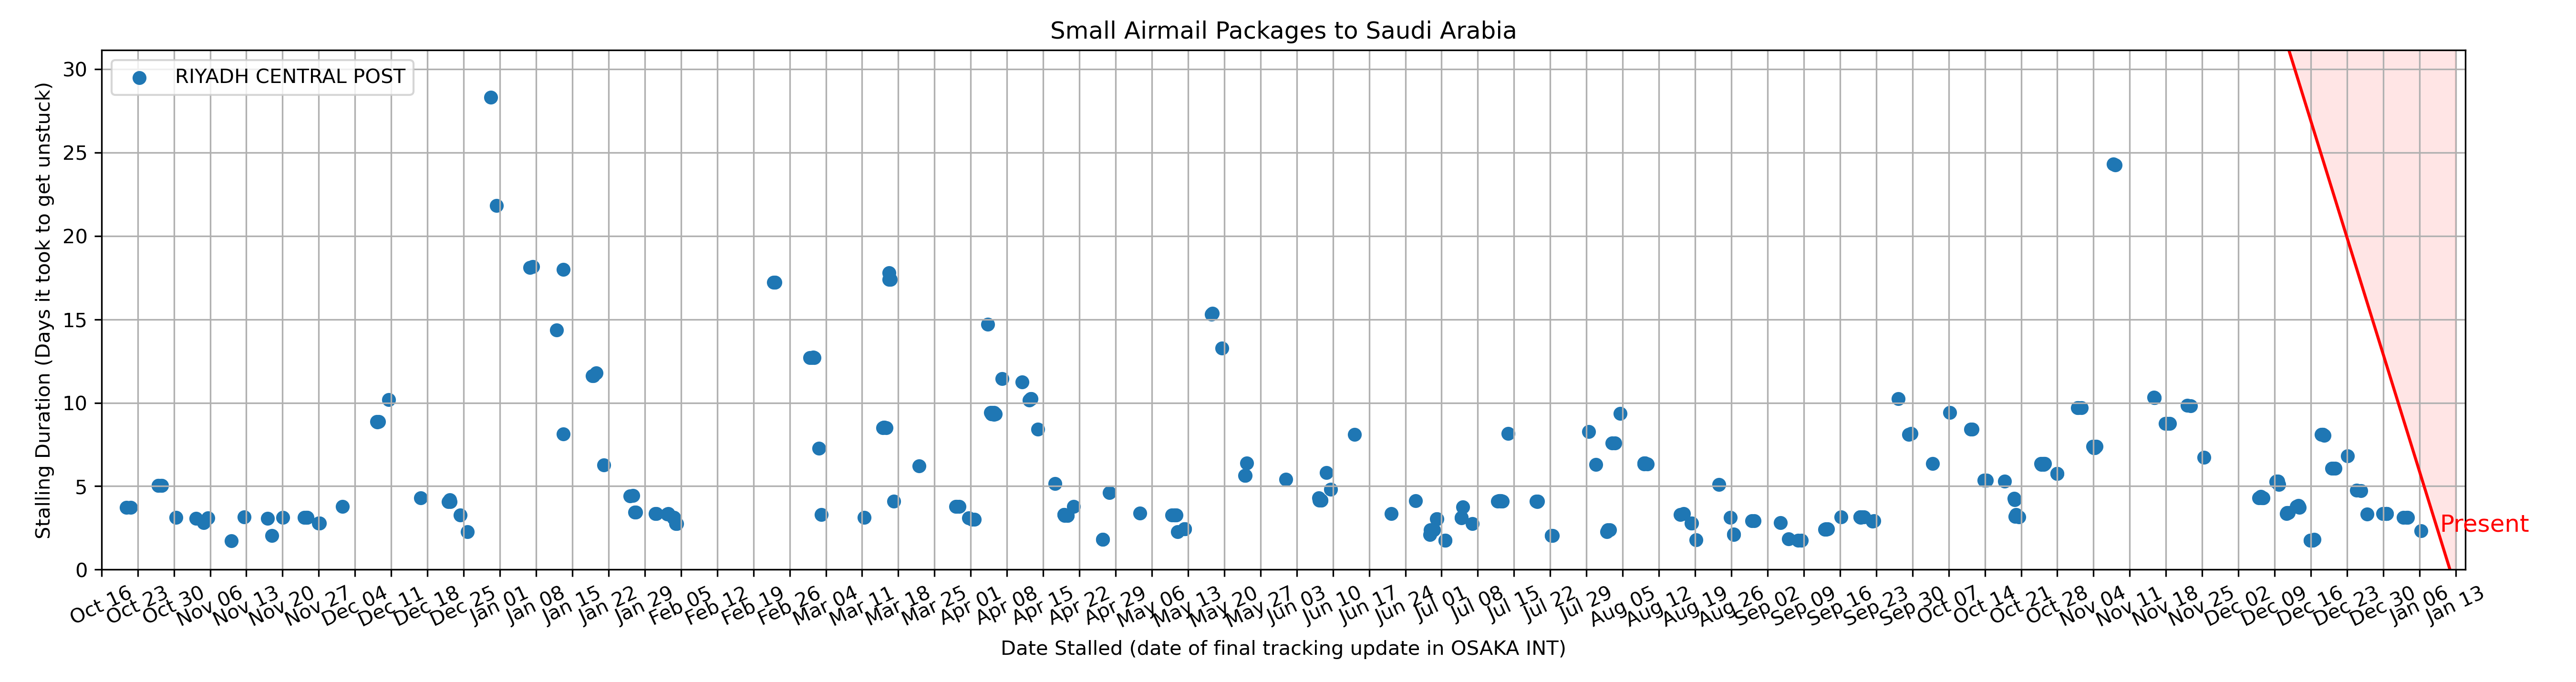 Small Airmail Packages to Saudi Arabia
RIYADH CENTRAL POST
30
25
20
15
10
5
0
Stalling Duration (Days it took to get unstuck)
Present
Oct 16
Oct 23
Oct 30
Nov 06
Nov 13
Nov 20
Nov 27
Dec 04
Dec 11
Dec 18
Dec 25
Jan 01
Jan 08
Jan 15
Jan 22
Jan 29
Feb 05
Feb 12
Feb 19
Feb 26
Mar 04
Mar 11
Mar 18
Mar 25
Apr 01
Apr 08
Apr 15
Apr 22
Apr 29
May 06
May 13
May 20
May 27
Jun 03
Jun 10
Jun 17
Jun 24
Jul 01
Jul 08
Jul 15
Jul 22
Jul 29
Aug 05
Aug 12
Aug 19
Aug 26
Sep 02
Sep 09
Sep 16
Sep 23
Sep 30
Oct 07
Oct 14
Oct 21
Oct 28
Nov 04
Nov 11
Nov 18
Nov 25
Dec 02
Dec 09
Dec 16
Dec 23
Dec 30
Jan 06
Jan 13
Date Stalled (date of final tracking update in OSAKA INT)